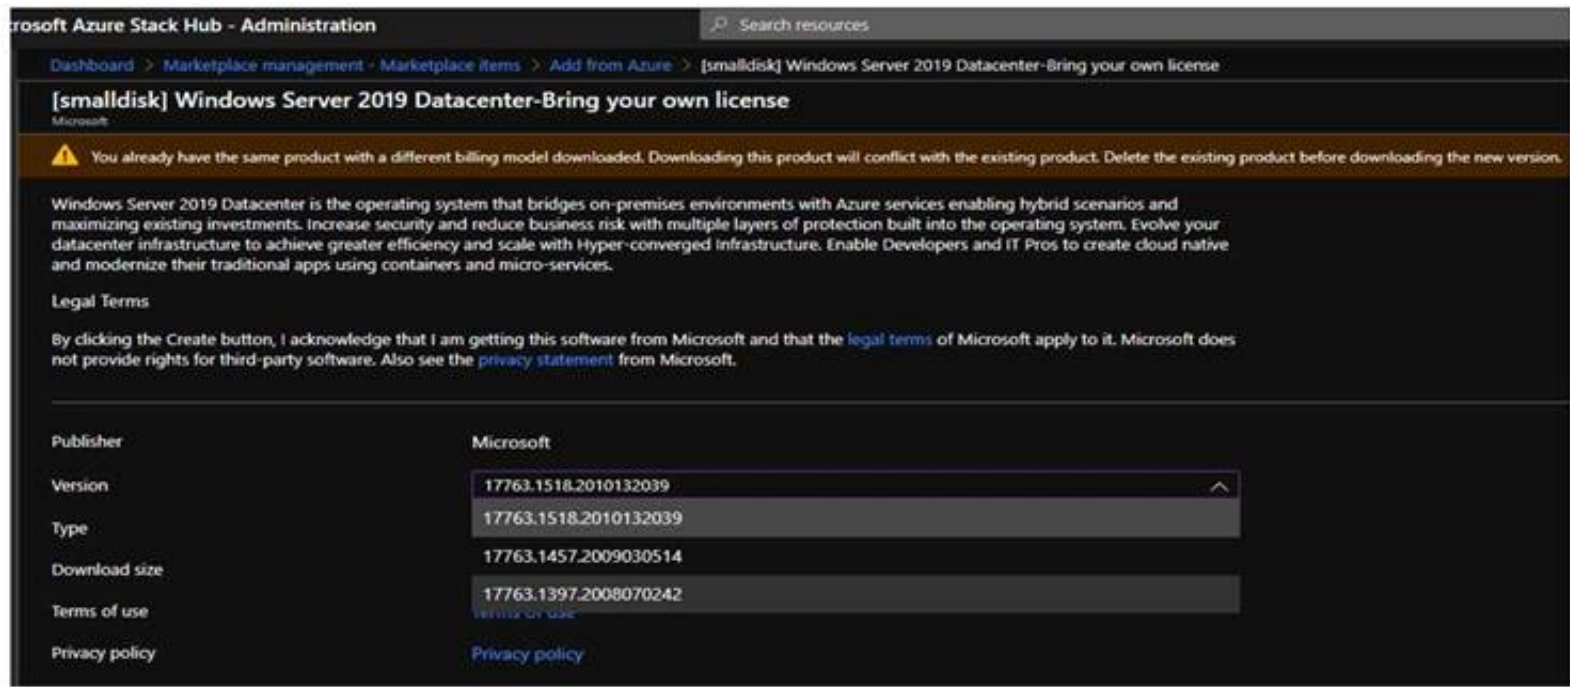 rosoft Azure Stack Hub - Administration
Search resources
Dashboard > Marketplace management - Marketplace items > Add from Azure > [smalldisk] Windows Server 2019 Datacenter-Bring your own license
[smalldisk] Windows Server 2019 Datacenter-Bring your own license
Microsoft
You already have the same product with a different billing model downloaded. Downloading this product will conflict with the existing product. Delete the existing product before downloading the new version.
Windows Server 2019 Datacenter is the operating system that bridges on-premises environments with Azure services enabling hybrid scenarios and
maximizing existing investments. Increase security and reduce business risk with multiple layers of protection built into the operating system. Evolve your
datacenter infrastructure to achieve greater efficiency and scale with Hyper-converged Infrastructure. Enable Developers and IT Pros to create cloud native
and modernize their traditional apps using containers and micro-services.
Legal Terms
By clicking the Create button, I acknowledge that I am getting this software from Microsoft and that the legal terms of Microsoft apply to it. Microsoft does
not provide rights for third-party software. Also see the privacy statement from Microsoft.
Publisher
Microsoft
Version
17763.1518.2010132039
17763.1518.2010132039
Type
17763.1457.2009030514
Download size
17763.1397.2008070242
Terms of use
Terms of use
Privacy policy
Privacy policy